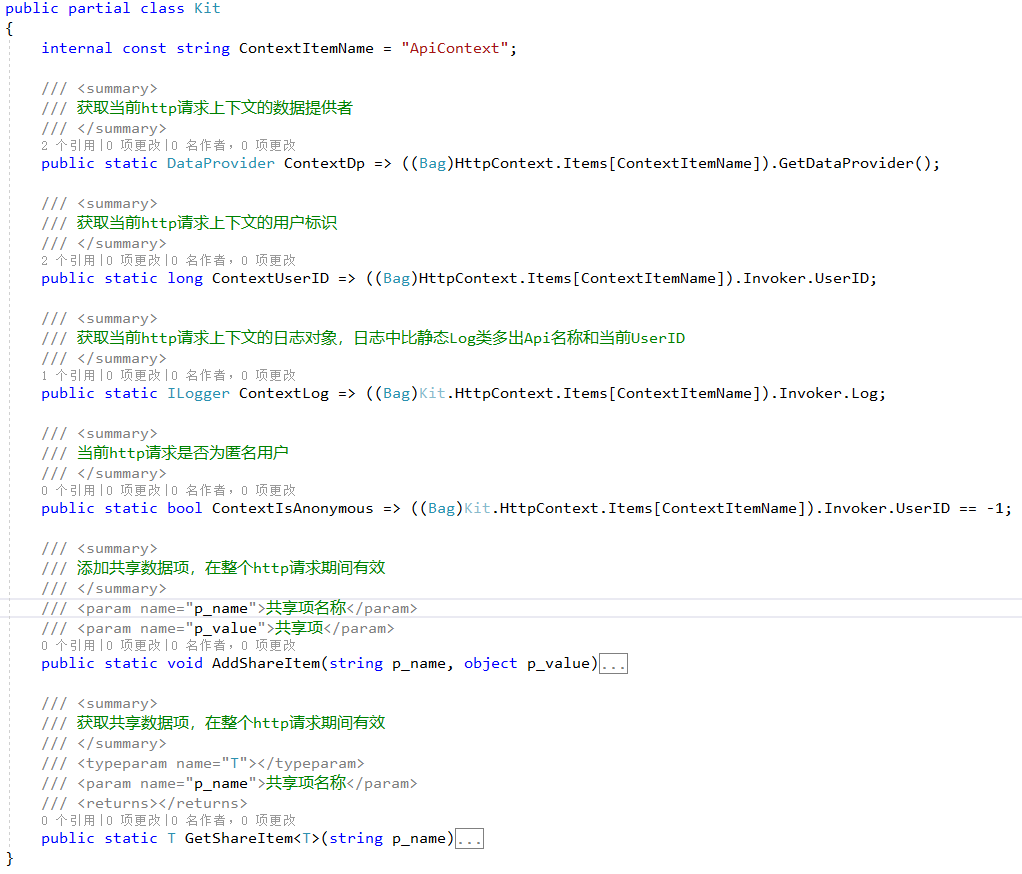 public partial class Kit
{
internal const string ContextItemName = "ApiContext";
/// <summary>
/// 获取当前http请求上下文的数据提供者
/// </summary>
2 个引用|0 项更改|0 名作者，0 项更改
public static DataProvider ContextDp => ((Bag)HttpContext.Items[ContextItemName]).GetDataProvider();
/// <summary>
/// 获取当前http请求上下文的用户标识
/// </summary>
2 个引用|0 项更改|0 名作者，0 项更改
public static long ContextUserID => ((Bag)HttpContext.Items[ContextItemName]).Invoker.UserID;
/// <summary>
/// 获取当前http请求上下文的日志对象，日志中比静态Log类多出Api名称和当前UserID
/// </summary>
1 个引用|0 项更改|0 名作者，0 项更改
public static ILogger ContextLog => ((Bag)Kit.HttpContext.Items[ContextItemName]).Invoker.Log;
/// <summary>
/// 当前http请求是否为匿名用户
/// </summary>
0 个引用|0 项更改|0 名作者，0 项更改
public static bool ContextIsAnonymous => ((Bag)Kit.HttpContext.Items[ContextItemName]).Invoker.UserID == -1;
/// <summary>
/// 添加共享数据项，在整个http请求期间有效
/// </summary>
/// <param name="p_name">共享项名称</param>
/// <param name="p_value">共享项</param>
0 个引用|0 项更改|0 名作者，0 项更改
public static void AddShareItem(string p_name, object p_value)...
/// <summary>
/// 获取共享数据项，在整个http请求期间有效
/// </summary>
/// <typeparam name="T"></typeparam>
/// <param name="p_name">共享项名称</param>
/// <returns></returns>
0 个引用|0 项更改|0 名作者，0 项更改
public static T GetShareItem<T>(string p_name)...
}